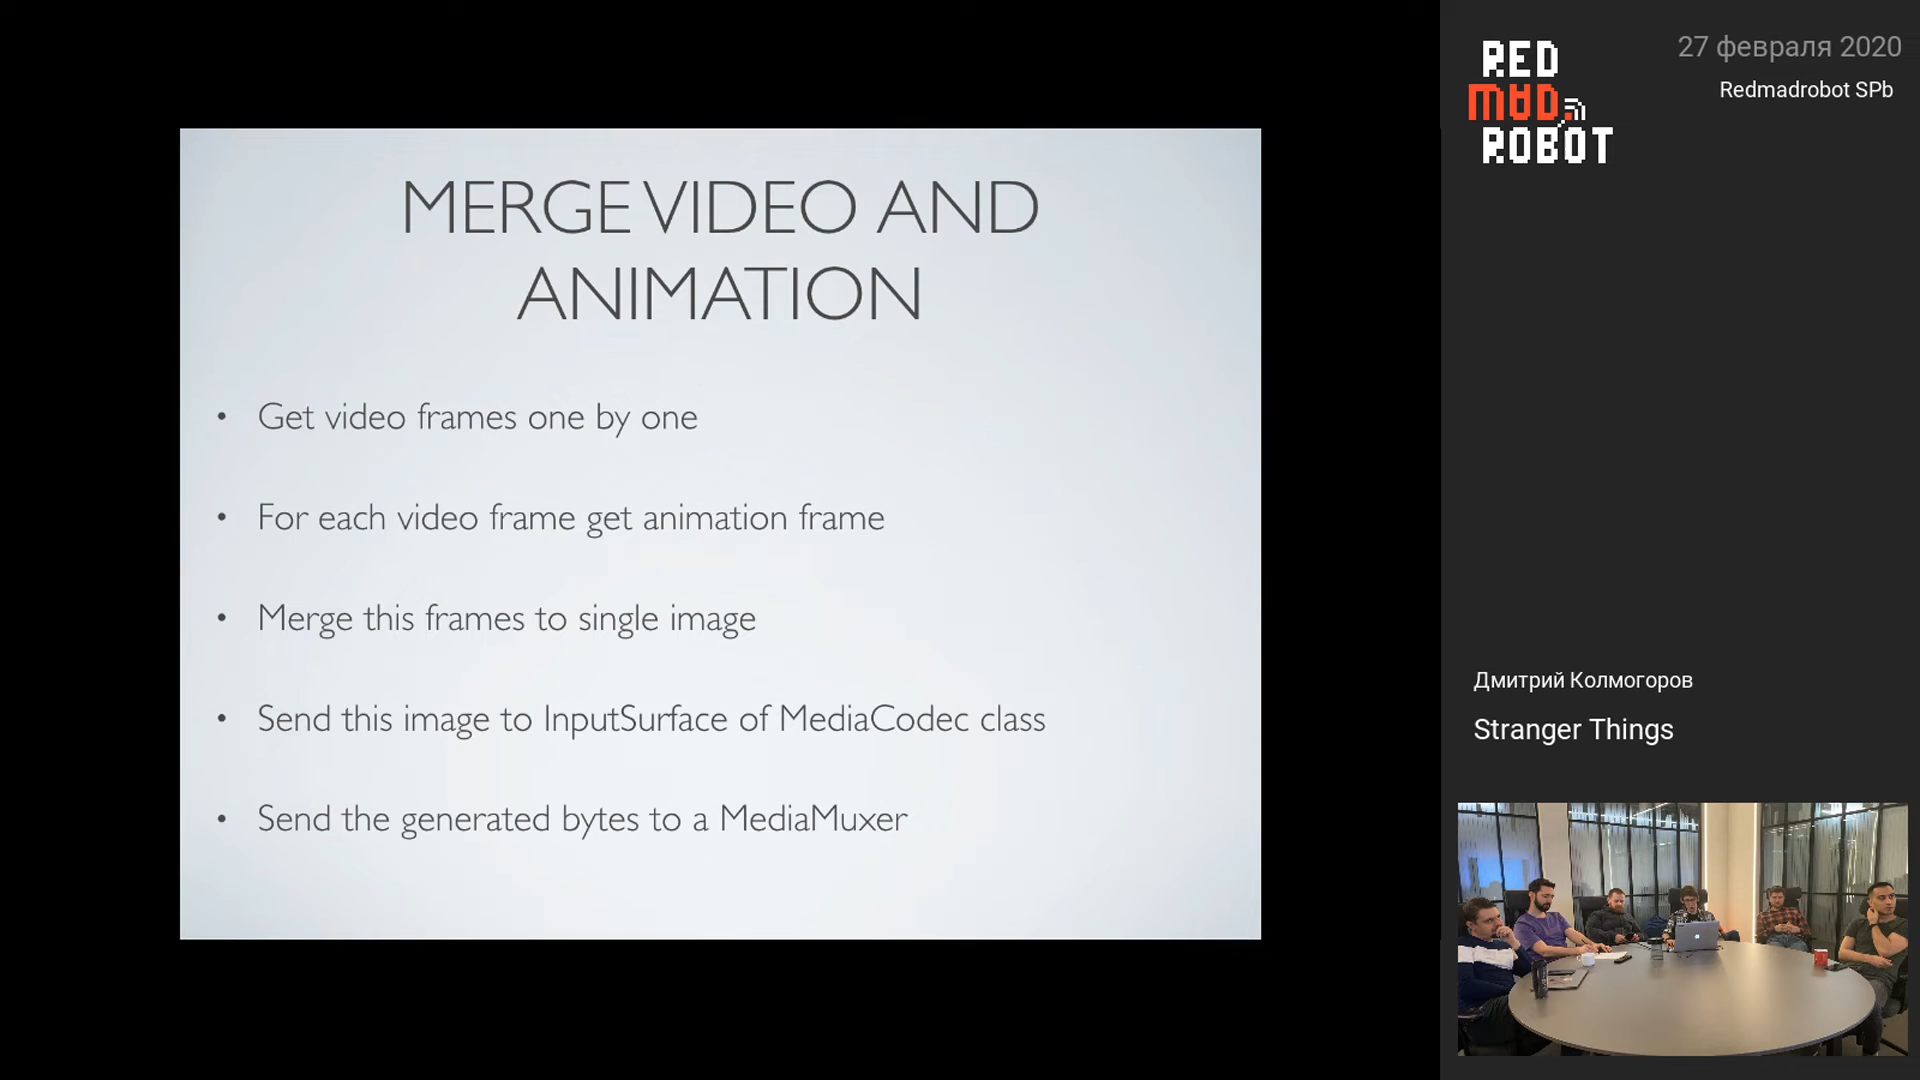 MERGE VIDEO AND
ANIMATION
• Get video frames one by one
• For each video frame get animation frame
• Merge this frames to single image
• Send this image to InputSurface of MediaCodec class
• Send the generated bytes to a MediaMuxer
RED
MAD
ROBOT
27 февраля 2020
Redmadrobot SPb
Дмитрий Колмогоров
Stranger Things